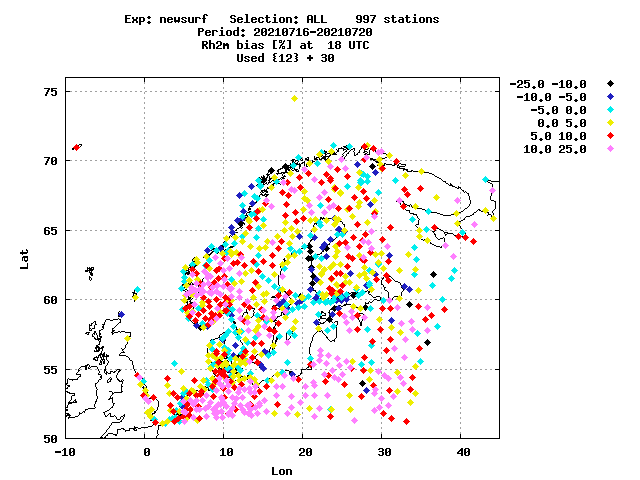 Exp: newsurf   Selection: ALL    997 stations
Period: 20210716-20210720
Rh2m bias [%] at  18 UTC
Used {12} + 30
-25.0 -10.0
-10.0 -5.0
-5.0 0.0
0.0 5.0
5.0 10.0
10.0 25.0
75
70
65
60
55
50
Lat
-10 0 10 20 30 40
Lon